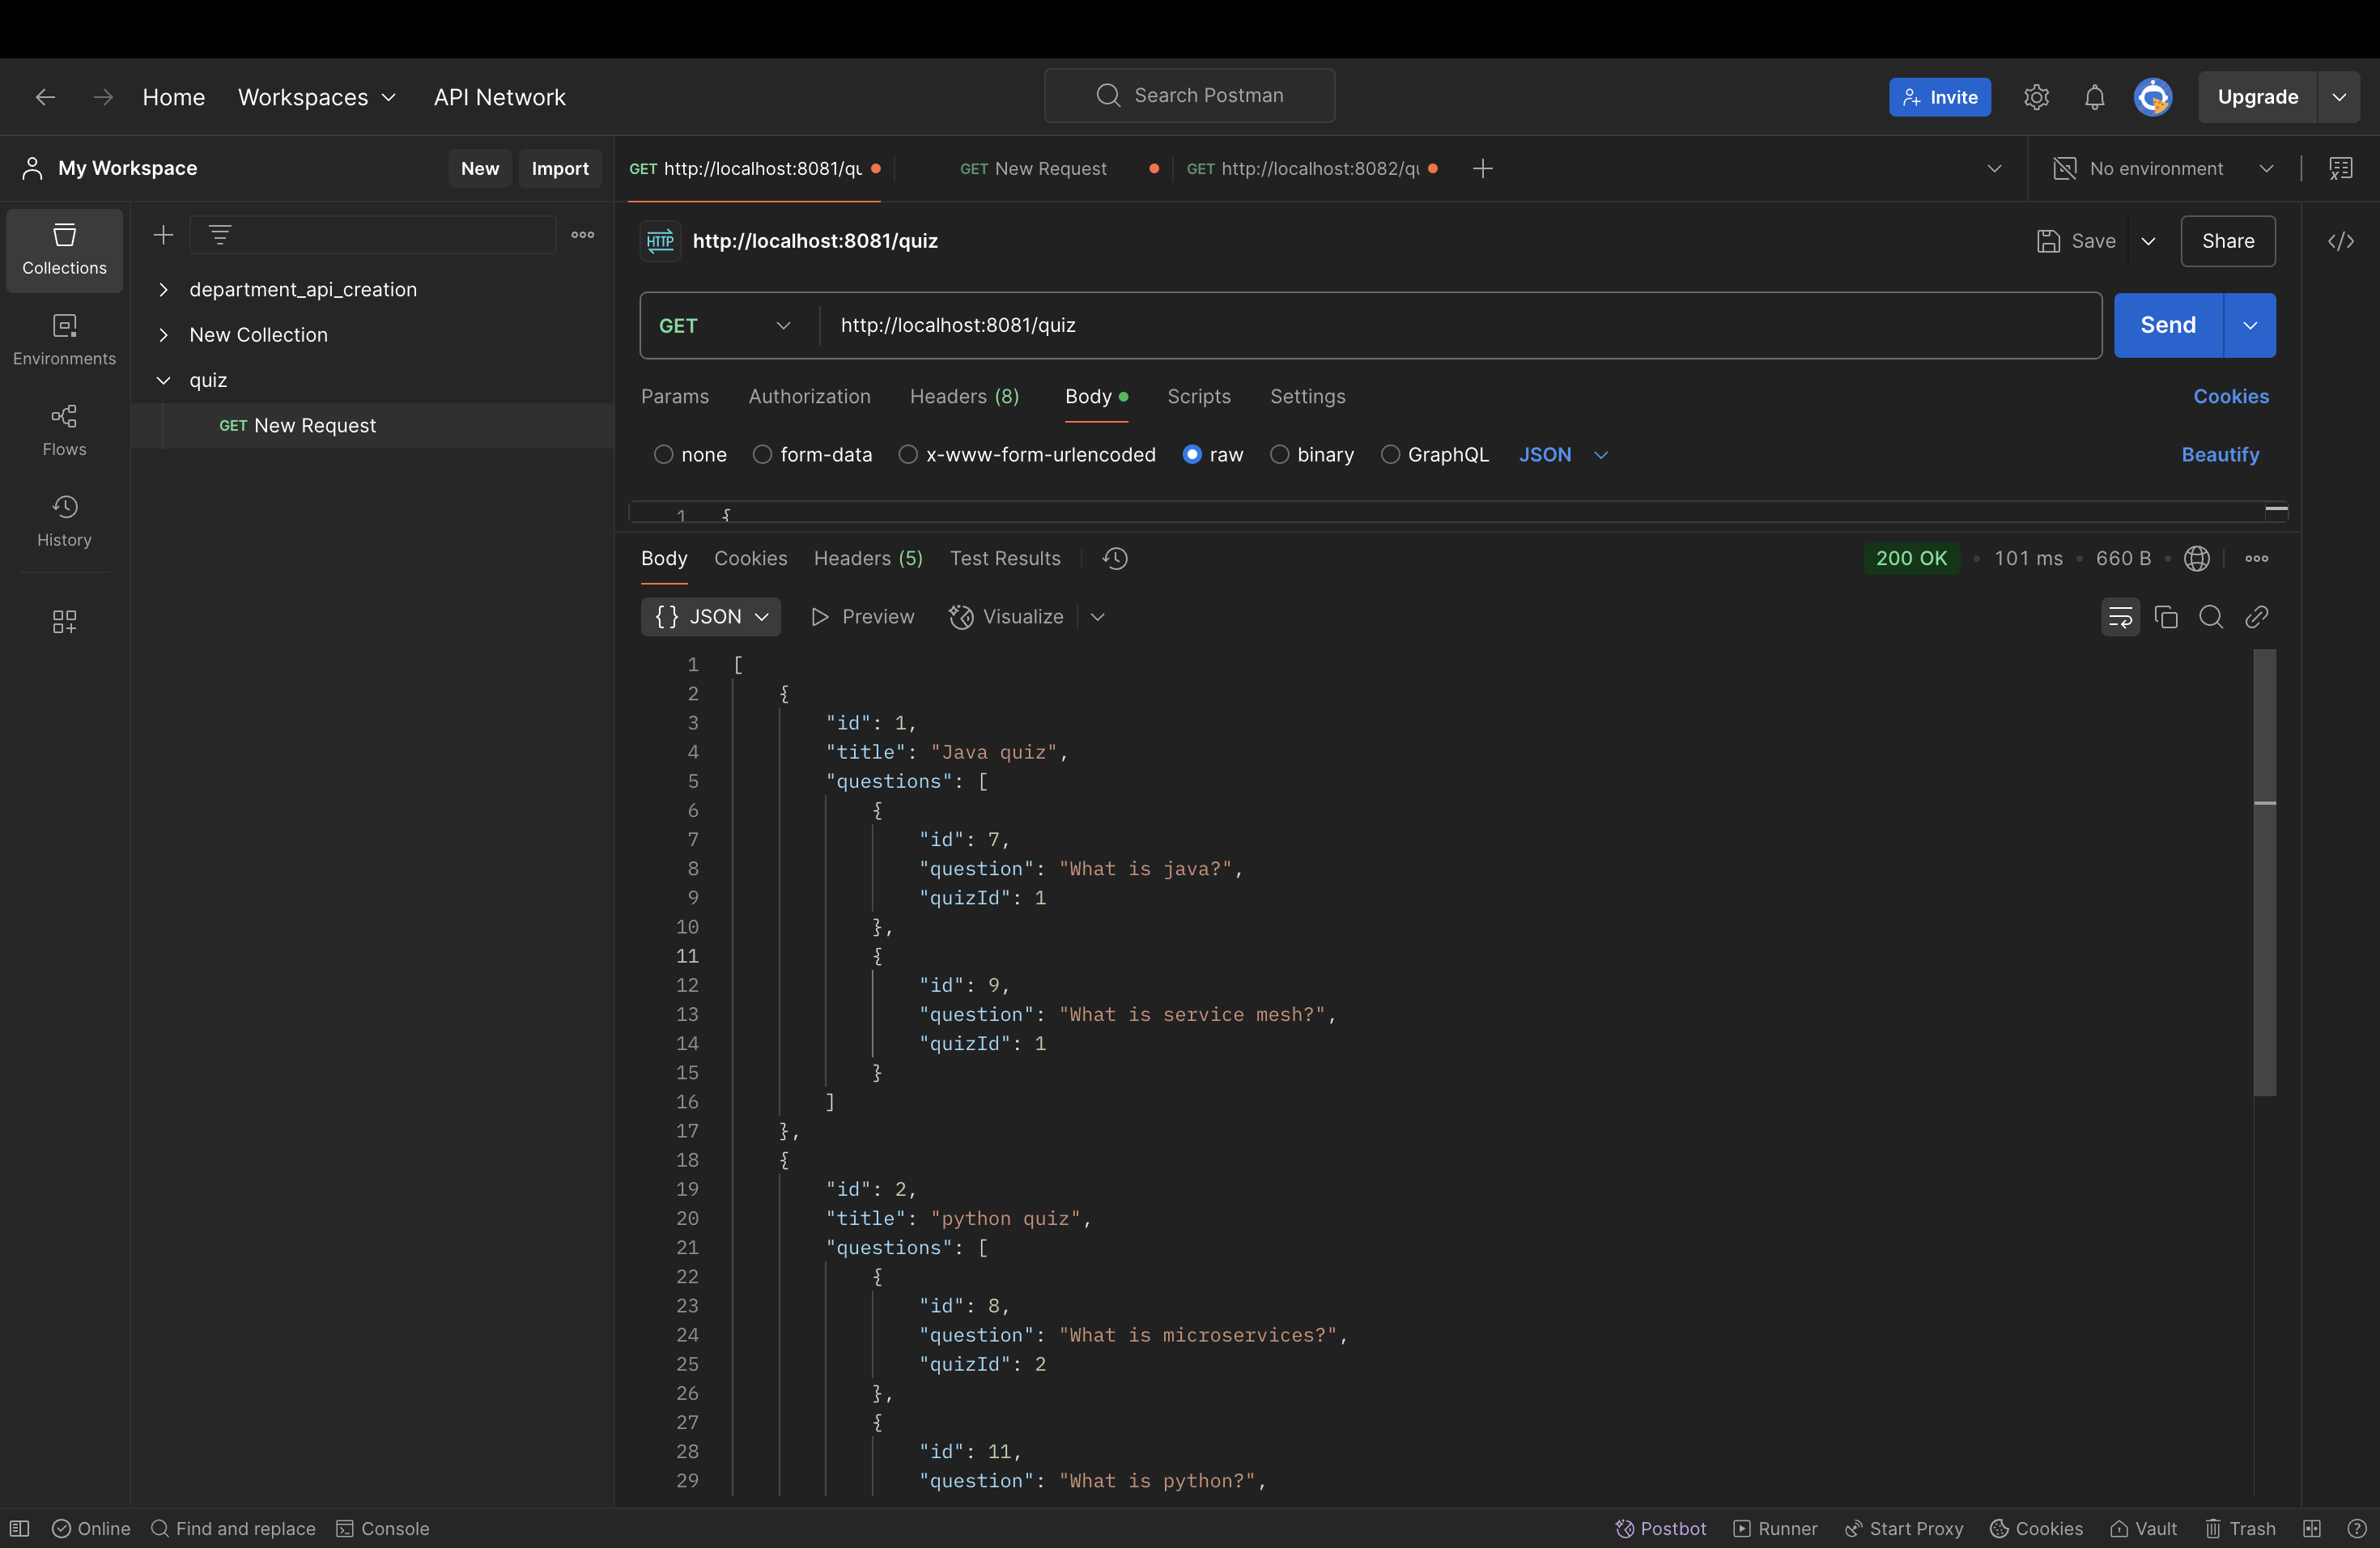 Home Workspaces API Network Search Postman Invite Upgrade
My Workspace New Import GET http://localhost:8081/qu GET New Request GET http://localhost:8082/qu No environment
Collections
Environments
Flows
History
department_api_creation
New Collection
quiz
GET New Request
HTTP http://localhost:8081/quiz Save Share
GET http://localhost:8081/quiz Send
Params Authorization Headers (8) Body Scripts Settings Cookies
none form-data x-www-form-urlencoded raw binary GraphQL JSON Beautify
1 {
Body Cookies Headers (5) Test Results 200 OK 101 ms 660 B
{} JSON Preview Visualize
1 [
2 {
3 "id": 1,
4 "title": "Java quiz",
5 "questions": [
6 {
7 "id": 7,
8 "question": "What is java?",
9 "quizId": 1
10 },
11 {
12 "id": 9,
13 "question": "What is service mesh?",
14 "quizId": 1
15 }
16 ]
17 },
18 {
19 "id": 2,
20 "title": "python quiz",
21 "questions": [
22 {
23 "id": 8,
24 "question": "What is microservices?",
25 "quizId": 2
26 },
27 {
28 "id": 11,
29 "question": "What is python?",
Online Find and replace Console Postbot Runner Start Proxy Cookies Vault Trash